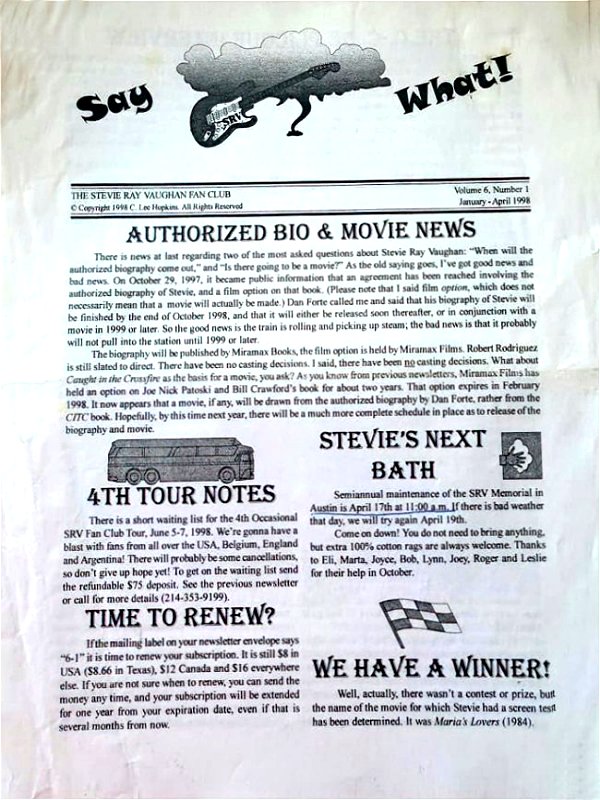 Say What!
SRV
THE STEVIE RAY VAUGHAN FAN CLUB
© Copyright 1998 C. Lee Hopkins. All Rights Reserved
Volume 6, Number 1
January - April 1998
AUTHORIZED BIO & MOVIE NEWS
There is news at last regarding two of the most asked questions about Stevie Ray Vaughan: "When will the
authorized biography come out," and "Is there going to be a movie?" As the old saying goes, I've got good news and
bad news. On October 29, 1997, it became public information that an agreement has been reached involving the
authorized biography of Stevie, and a film option on that book. (Please note that I said film option, which does not
necessarily mean that a movie will actually be made.) Dan Forte called me and said that his biography of Stevie will
be finished by the end of October 1998, and that it will either be released soon thereafter, or in conjunction with a
movie in 1999 or later. So the good news is the train is rolling and picking up steam; the bad news is that it probably
will not pull into the station until 1999 or later.
The biography will be published by Miramax Books, the film option is held by Miramax Films. Robert Rodriguez
is still slated to direct. There have been no casting decisions. I said, there have been no casting decisions. What about
Caught in the Crossfire as the basis for a movie, you ask? As you know from previous newsletters, Miramax Films has
held an option on Joe Nick Patoski and Bill Crawford's book for about two years. That option expires in February
1998. It now appears that a movie, if any, will be drawn from the authorized biography by Dan Forte, rather from the
CITC book. Hopefully, by this time next year, there will be a much more complete schedule in place as to release of the
biography and movie.
4TH TOUR NOTES
There is a short waiting list for the 4th Occasional
SRV Fan Club Tour, June 5-7, 1998. We're gonna have a
blast with fans from all over the USA, Belgium, England
and Argentina! There will probably be some cancellations,
so don't give up hope yet! To get on the waiting list send
the refundable $75 deposit. See the previous newsletter
or call for more details (214-353-9199).
TIME TO RENEW?
If the mailing label on your newsletter envelope says
"6-1" it is time to renew your subscription. It is still $8 in
USA ($8.66 in Texas), $12 Canada and $16 everywhere
else. If you are not sure when to renew, you can send the
money any time, and your subscription will be extended
for one year from your expiration date, even if that is
several months from now.
STEVIE'S NEXT
BATH
Semiannual maintenance of the SRV Memorial in
Austin is April 17th at 11:00 a.m. If there is bad weather
that day, we will try again April 19th.
Come on down! You do not need to bring anything,
but extra 100% cotton rags are always welcome. Thanks
to Eli, Marta, Joyce, Bob, Lynn, Joey, Roger and Leslie
for their help in October.
WE HAVE A WINNER!
Well, actually, there wasn't a contest or prize, but
the name of the movie for which Stevie had a screen test
has been determined. It was Maria's Lovers (1984).